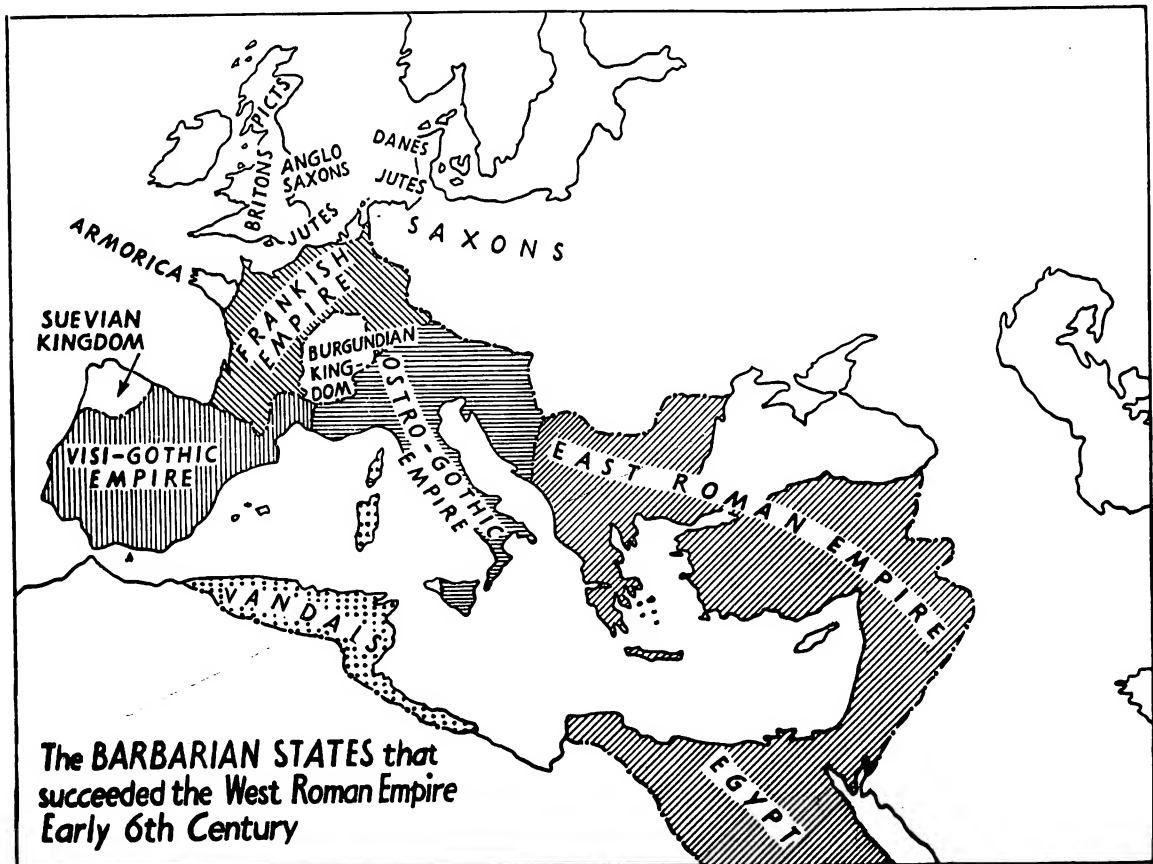 PICTS
BRITONS
ANGLO
SAXONS
JUTES
DANES
JUTES
SAXONS
ARMORICA
FRANKISH
EMPIRE
SUEVIAN
KINGDOM
BURGUNDIAN
KING-
DOM
OSTRO-GOTHIC
EMPIRE
VISI-GOTHIC
EMPIRE
EAST ROMAN EMPIRE
VANDALS
EGYPT
The BARBARIAN STATES that
succeeded the West Roman Empire
Early 6th Century